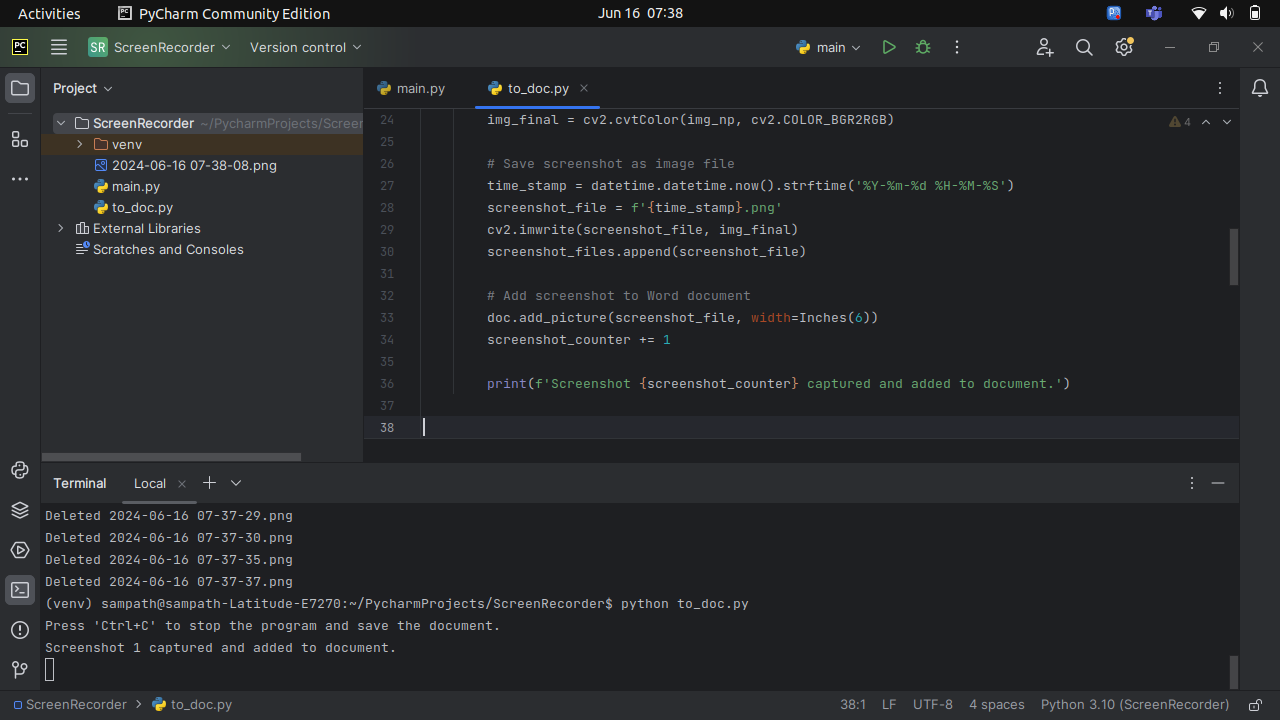 Activities PyCharm Community Edition Jun 16 07:38
PC SR ScreenRecorder Version control main
Project main.py to_doc.py
ScreenRecorder ~/PycharmProjects/Screen
venv
2024-06-16 07-38-08.png
main.py
to_doc.py
External Libraries
Scratches and Consoles
4
24 img_final = cv2.cvtColor(img_np, cv2.COLOR_BGR2RGB)
25
26 # Save screenshot as image file
27 time_stamp = datetime.datetime.now().strftime('%Y-%m-%d %H-%M-%S')
28 screenshot_file = f'{time_stamp}.png'
29 cv2.imwrite(screenshot_file, img_final)
30 screenshot_files.append(screenshot_file)
31
32 # Add screenshot to Word document
33 doc.add_picture(screenshot_file, width=Inches(6))
34 screenshot_counter += 1
35
36 print(f'Screenshot {screenshot_counter} captured and added to document.')
37
38
Terminal Local
Deleted 2024-06-16 07-37-29.png
Deleted 2024-06-16 07-37-30.png
Deleted 2024-06-16 07-37-35.png
Deleted 2024-06-16 07-37-37.png
(venv) sampath@sampath-Latitude-E7270:~/PycharmProjects/ScreenRecorder$ python to_doc.py
Press 'Ctrl+C' to stop the program and save the document.
Screenshot 1 captured and added to document.
ScreenRecorder to_doc.py 38:1 LF UTF-8 4 spaces Python 3.10 (ScreenRecorder)